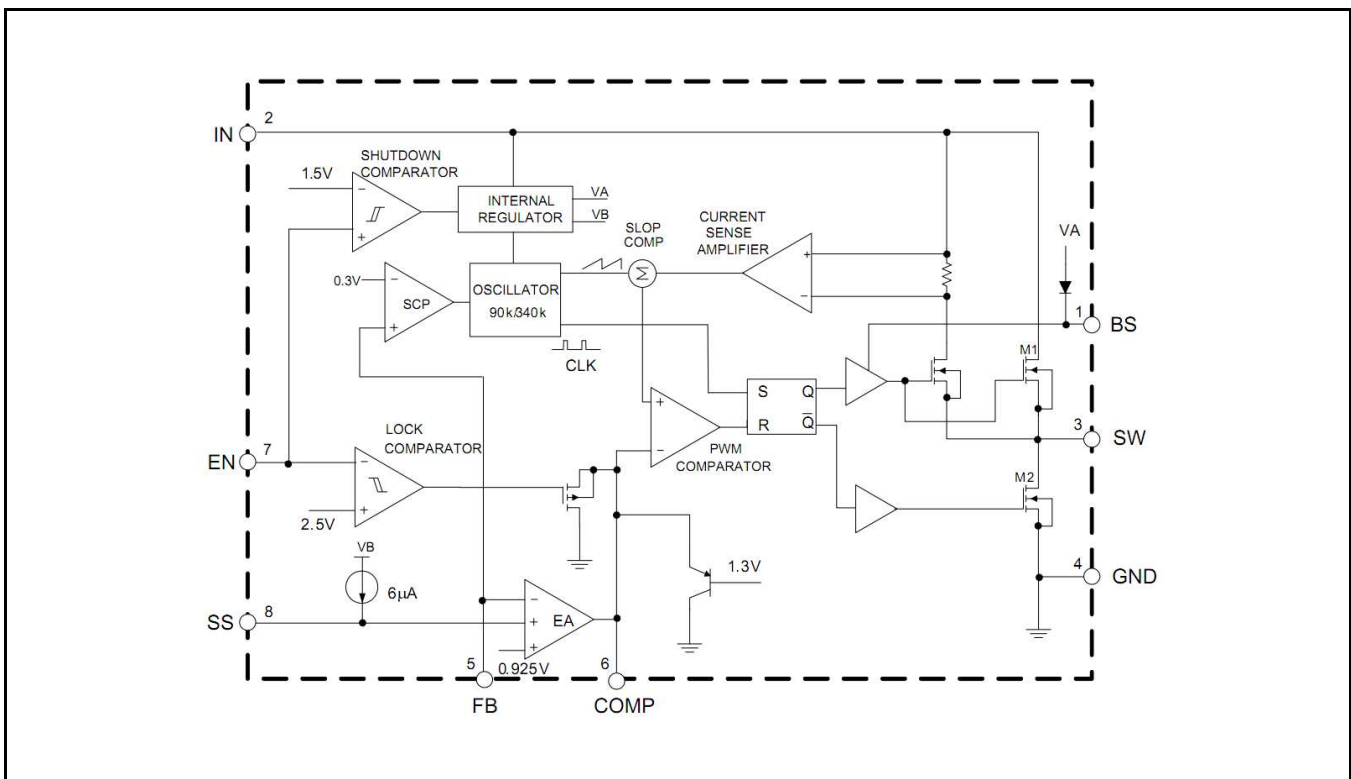 IN
2
SHUTDOWN
COMPARATOR
1.5V
−
+
INTERNAL
REGULATOR
VA
VB
SLOP
COMP
Σ
CURRENT
SENSE
AMPLIFIER
+
−
VA
0.3V
−
SCP
+
OSCILLATOR
90k/340k
CLK
1
BS
M1
S Q
R Q̅
+
−
PWM
COMPARATOR
3
SW
EN
7
LOCK
COMPARATOR
−
+
2.5V
M2
VB
6µA
1.3V
4
GND
SS
8
−
+
+
EA
0.925V
5
FB
6
COMP